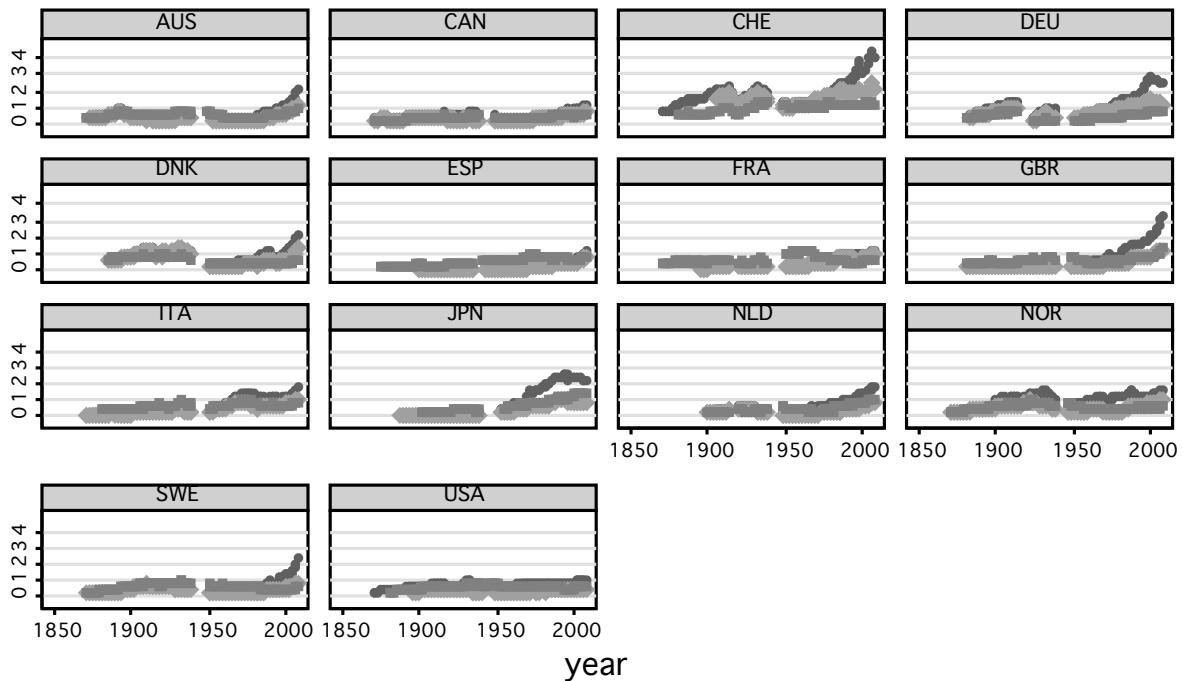 AUS CAN CHE DEU
0 1 2 3 4
DNK ESP FRA GBR
0 1 2 3 4
ITA JPN NLD NOR
0 1 2 3 4
1850 1900 1950 2000 1850 1900 1950 2000
SWE USA
0 1 2 3 4
1850 1900 1950 2000 1850 1900 1950 2000
year